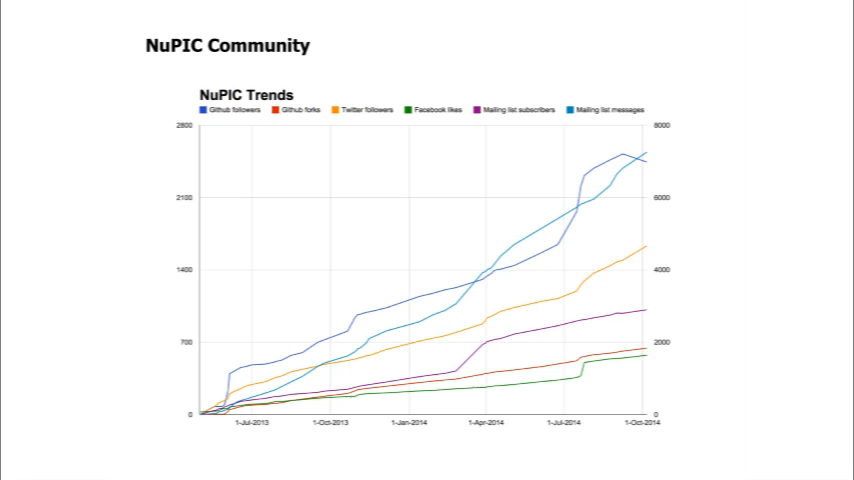 NuPIC Community
NuPIC Trends
Github followers Github forks Twitter followers Facebook likes Mailing list subscribers Mailing list messages
2800 8000
2100 6000
1400 4000
700 2000
0 0
1-Jul-2013 1-Oct-2013 1-Jan-2014 1-Apr-2014 1-Jul-2014 1-Oct-2014